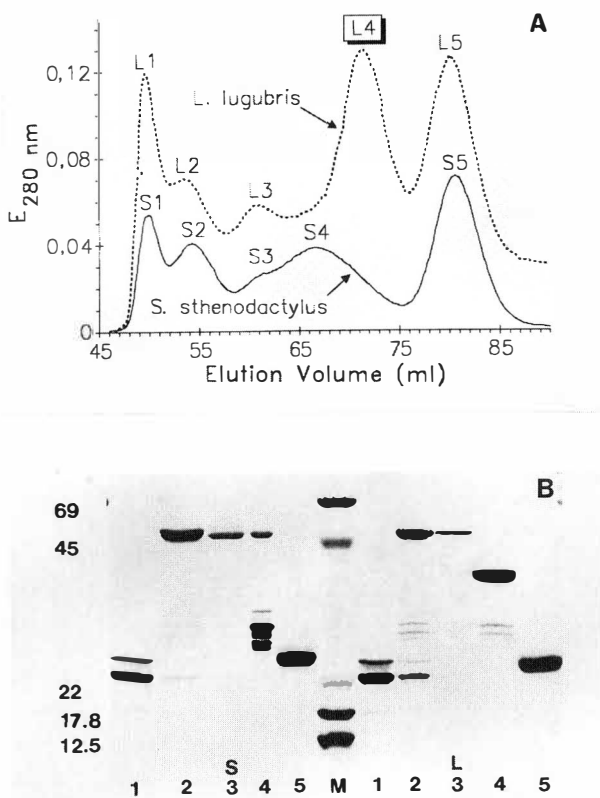 A
L4
L1
L5
0,12
L. lugubris
L2
0,08
L3
S5
S1
S2
S4
S3
0,04
S. sthenodactylus
0
45 55 65 75 85
E280 nm
Elution Volume (ml)
B
69
45
22
17.8
12.5
S L
1 2 3 4 5 M 1 2 3 4 5